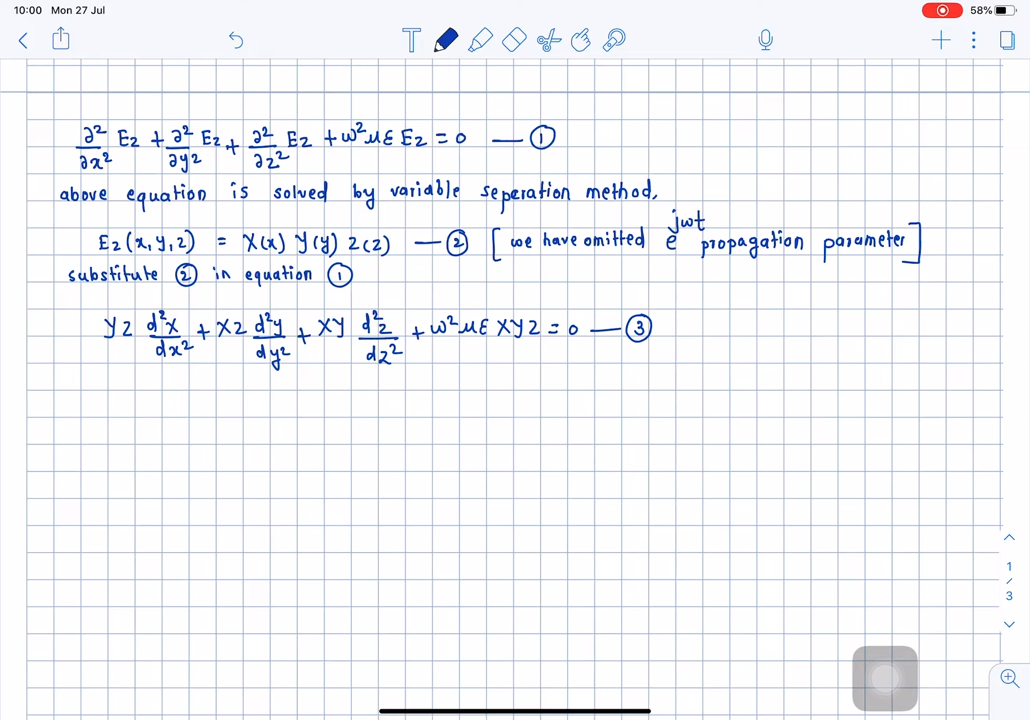 10:00 Mon 27 Jul 58%
∂²/∂x² Ez + ∂²/∂y² Ez + ∂²/∂z² Ez + ω²με Ez = 0 — ①
above equation is solved by variable seperation method.
Ez(x,y,z) = X(x) Y(y) Z(z) — ② [we have omitted e^jwt propagation parameter]
substitute ② in equation ①
YZ d²X/dx² + XZ d²y/dy² + XY d²z/dz² + ω²με XYZ = 0 — ③
1
/
3